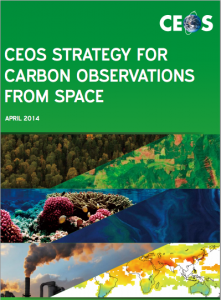 CEOS
CEOS STRATEGY FOR
CARBON OBSERVATIONS
FROM SPACE
APRIL 2014